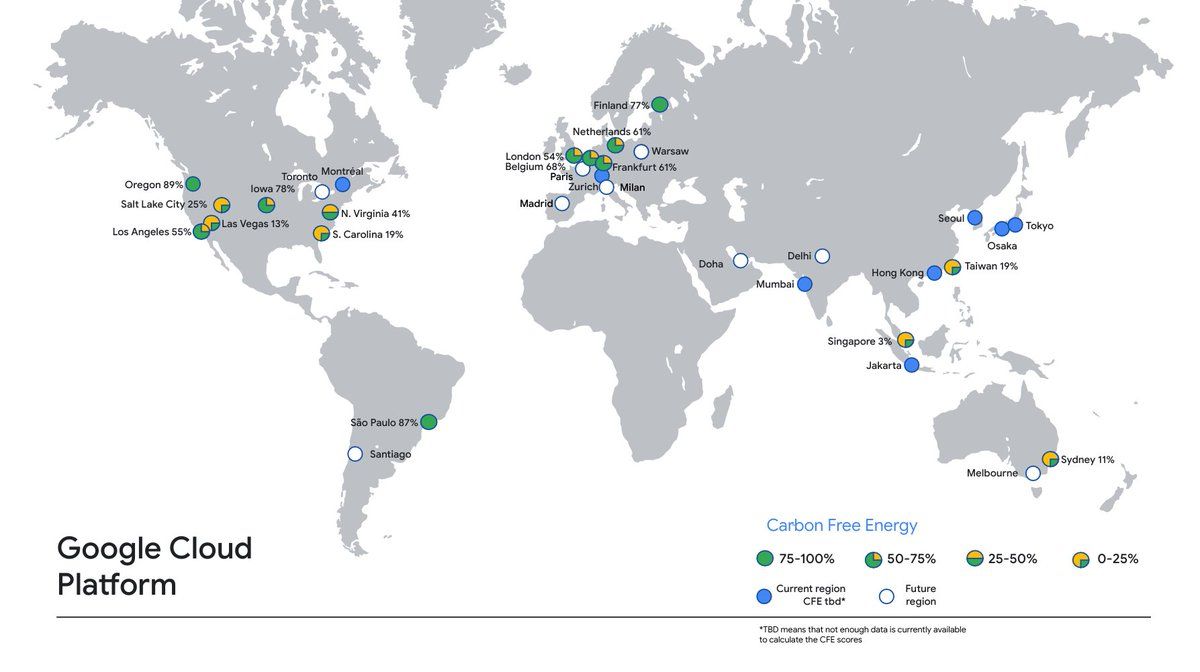 Finland 77%
Netherlands 61%
London 54%
Warsaw
Belgium 68%
Frankfurt 61%
Paris
Zurich
Milan
Madrid
Montréal
Toronto
Oregon 89%
Iowa 78%
Salt Lake City 25%
N. Virginia 41%
Las Vegas 13%
Los Angeles 55%
S. Carolina 19%
Seoul
Tokyo
Osaka
Doha
Delhi
Hong Kong
Taiwan 19%
Mumbai
Singapore 3%
Jakarta
São Paulo 87%
Santiago
Sydney 11%
Melbourne
Google Cloud
Platform
Carbon Free Energy
75-100%
50-75%
25-50%
0-25%
Current region
CFE tbd*
Future
region
*TBD means that not enough data is currently available
to calculate the CFE scores